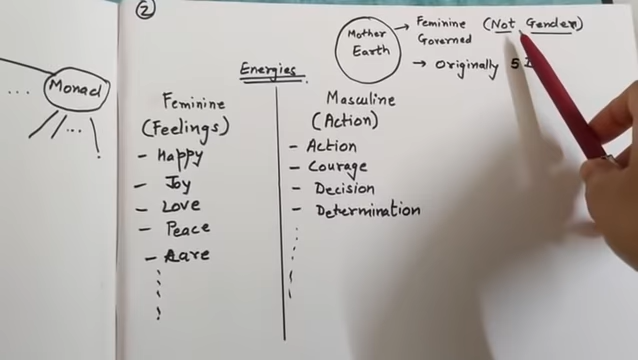 ②
Monad
Mother
Earth
→ Feminine (Not Gender)
Governed
→ Originally 5
Energies
Feminine
(Feelings)
- Happy
- Joy
- Love
- Peace
- Care
Masculine
(Action)
- Action
- Courage
- Decision
- Determination